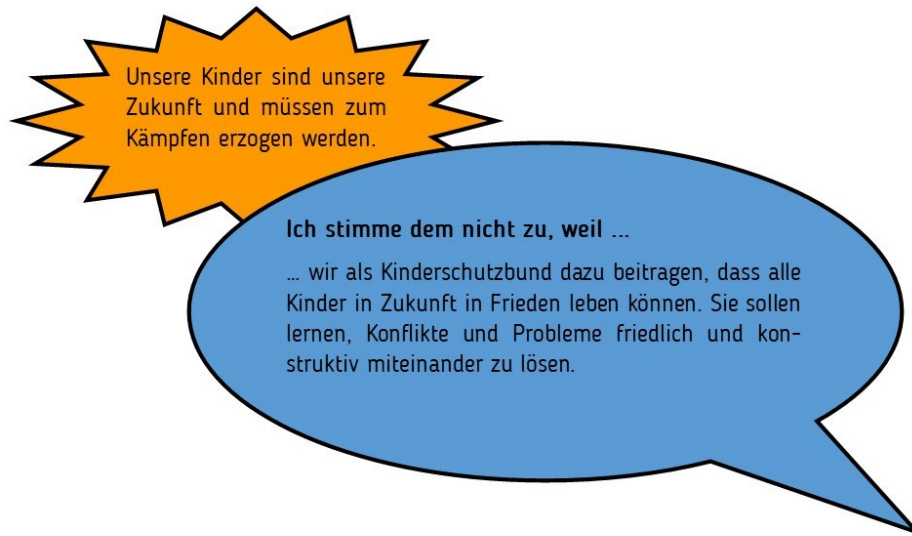 Unsere Kinder sind unsere
Zukunft und müssen zum
Kämpfen erzogen werden.
Ich stimme dem nicht zu, weil ...
... wir als Kinderschutzbund dazu beitragen, dass alle
Kinder in Zukunft in Frieden leben können. Sie sollen
lernen, Konflikte und Probleme friedlich und kon-
struktiv miteinander zu lösen.